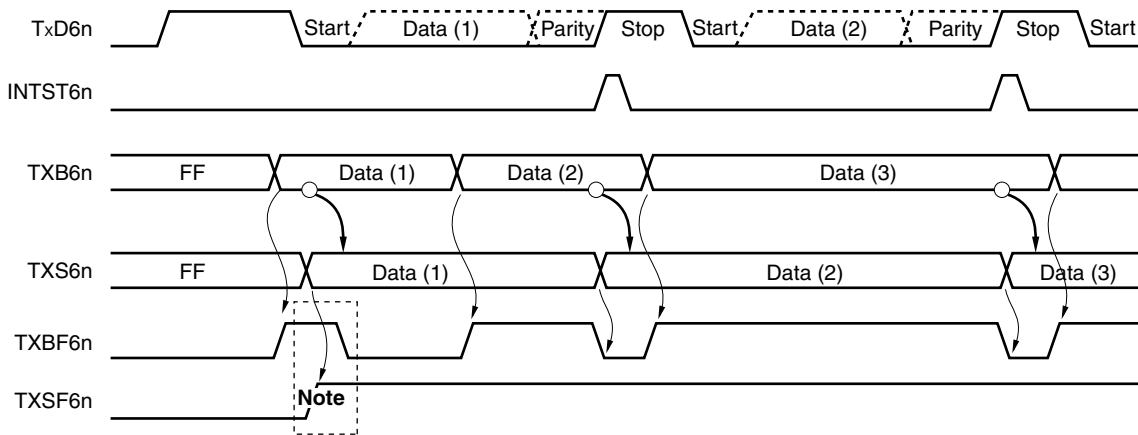 TxD6n Start Data (1) Parity Stop Start Data (2) Parity Stop Start
INTST6n
TXB6n FF Data (1) Data (2) Data (3)
TXS6n FF Data (1) Data (2) Data (3)
TXBF6n
TXSF6n Note